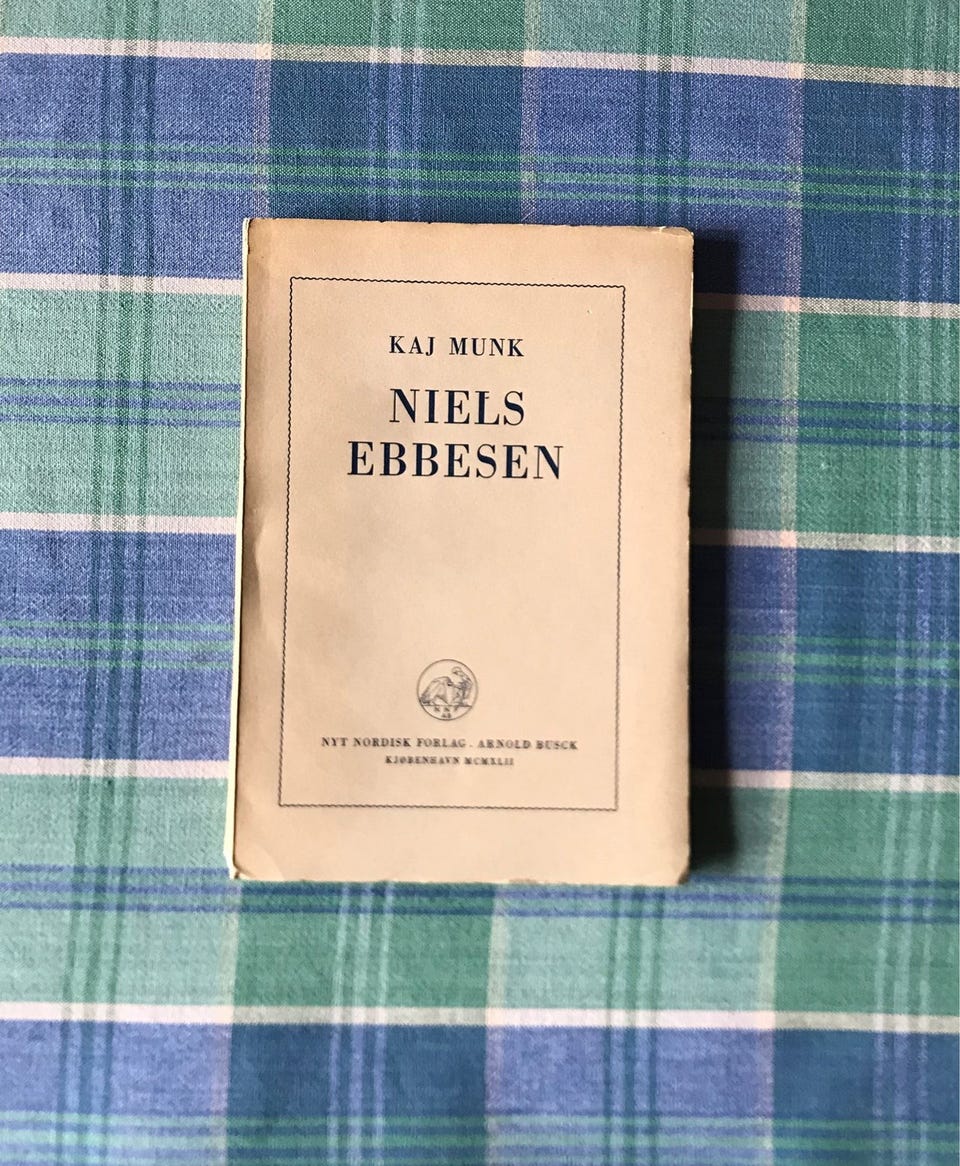 KAJ MUNK
NIELS
EBBESEN
NYT NORDISK FORLAG . ARNOLD BUSCK
KJØBENHAVN MCMXLII